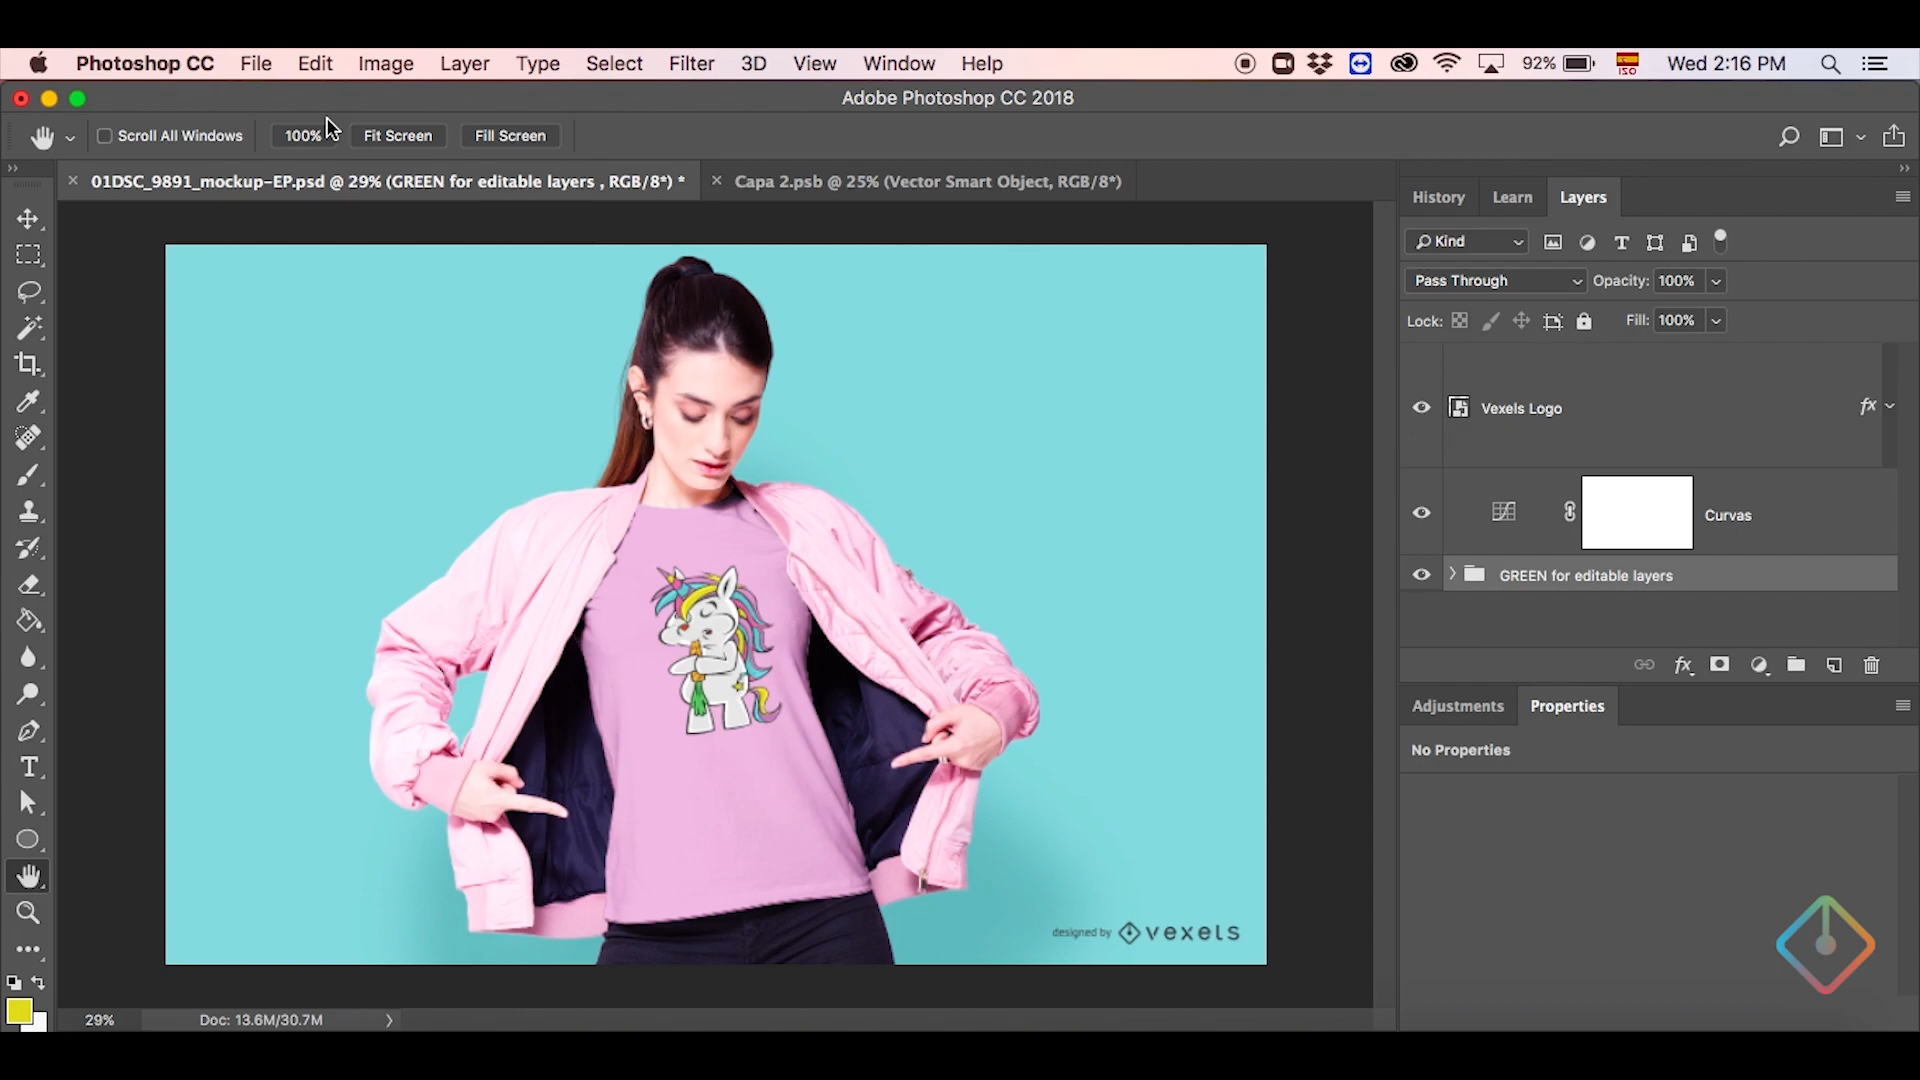 Photoshop CC File Edit Image Layer Type Select Filter 3D View Window Help 92% ISO Wed 2:16 PM
Adobe Photoshop CC 2018
Scroll All Windows 100% Fit Screen Fill Screen
01DSC_9891_mockup-EP.psd @ 29% (GREEN for editable layers , RGB/8*) * Capa 2.psb @ 25% (Vector Smart Object, RGB/8*)
History Learn Layers
Kind
Pass Through Opacity: 100%
Lock: Fill: 100%
Vexels Logo fx
Curvas
GREEN for editable layers
fx
Adjustments Properties
No Properties
designed by vexels
29% Doc: 13.6M/30.7M